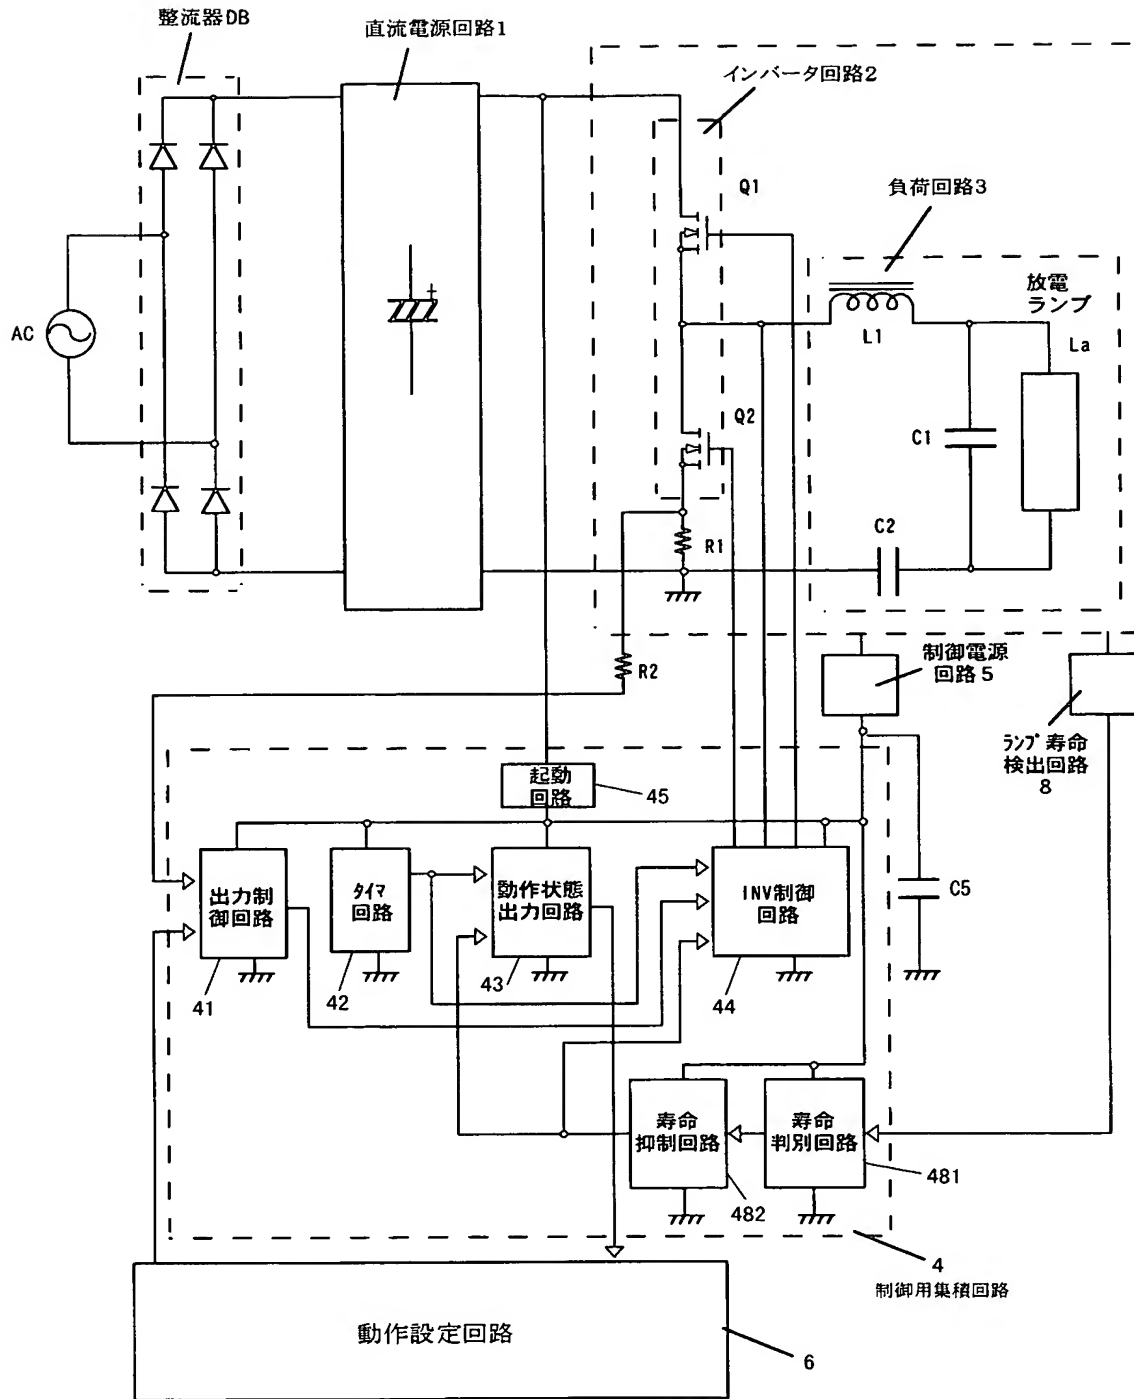 整流器DB
直流電源回路1
インバータ回路2
Q1
負荷回路3
放電
ランプ
AC
L1
La
Q2
C1
C2
R1
R2
制御電源
回路5
ﾗﾝﾌﾟ寿命
検出回路
8
起動
回路
45
C5
出力制
御回路
ﾀｲﾏ
回路
動作状態
出力回路
INV制御
回路
41
42
43
44
寿命
抑制回路
寿命
判別回路
481
482
4
制御用集積回路
動作設定回路
6